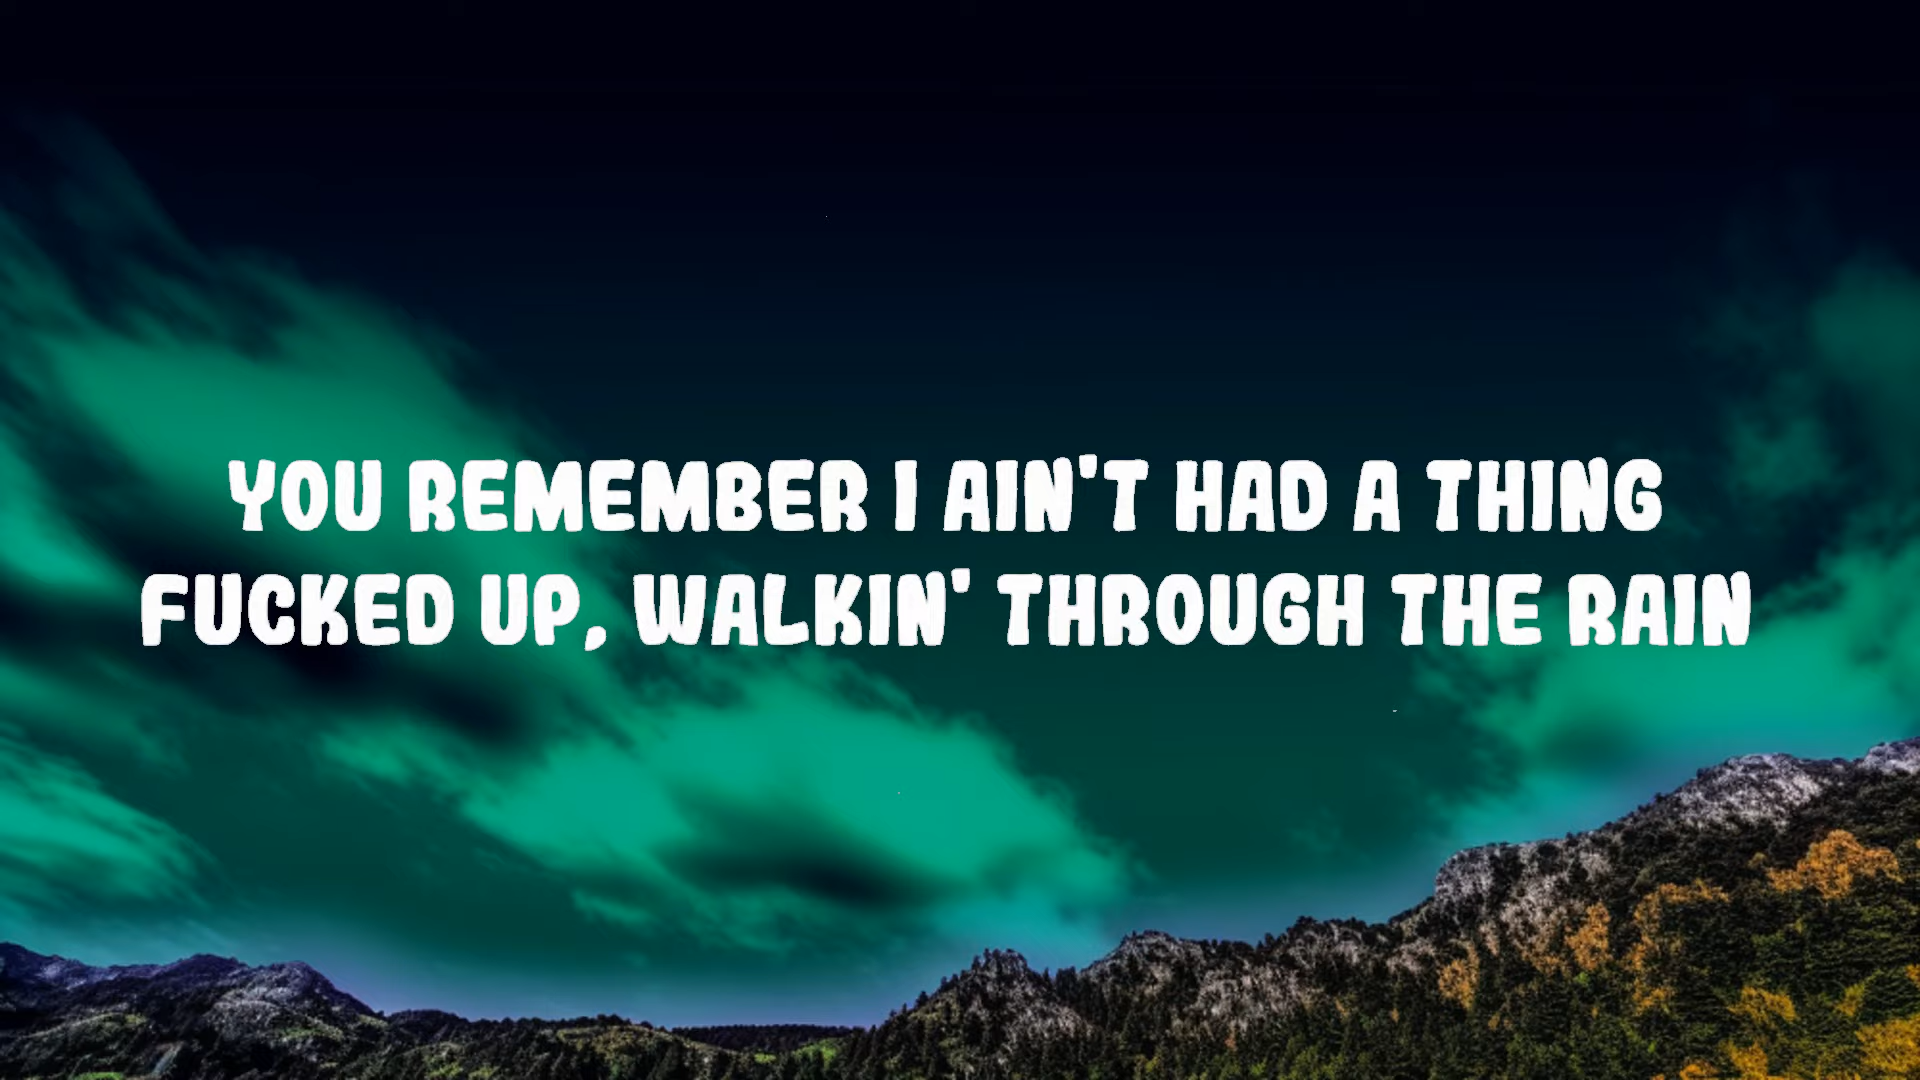 YOU REMEMBER I AIN'T HAD A THING
FUCKED UP, WALKIN' THROUGH THE RAIN